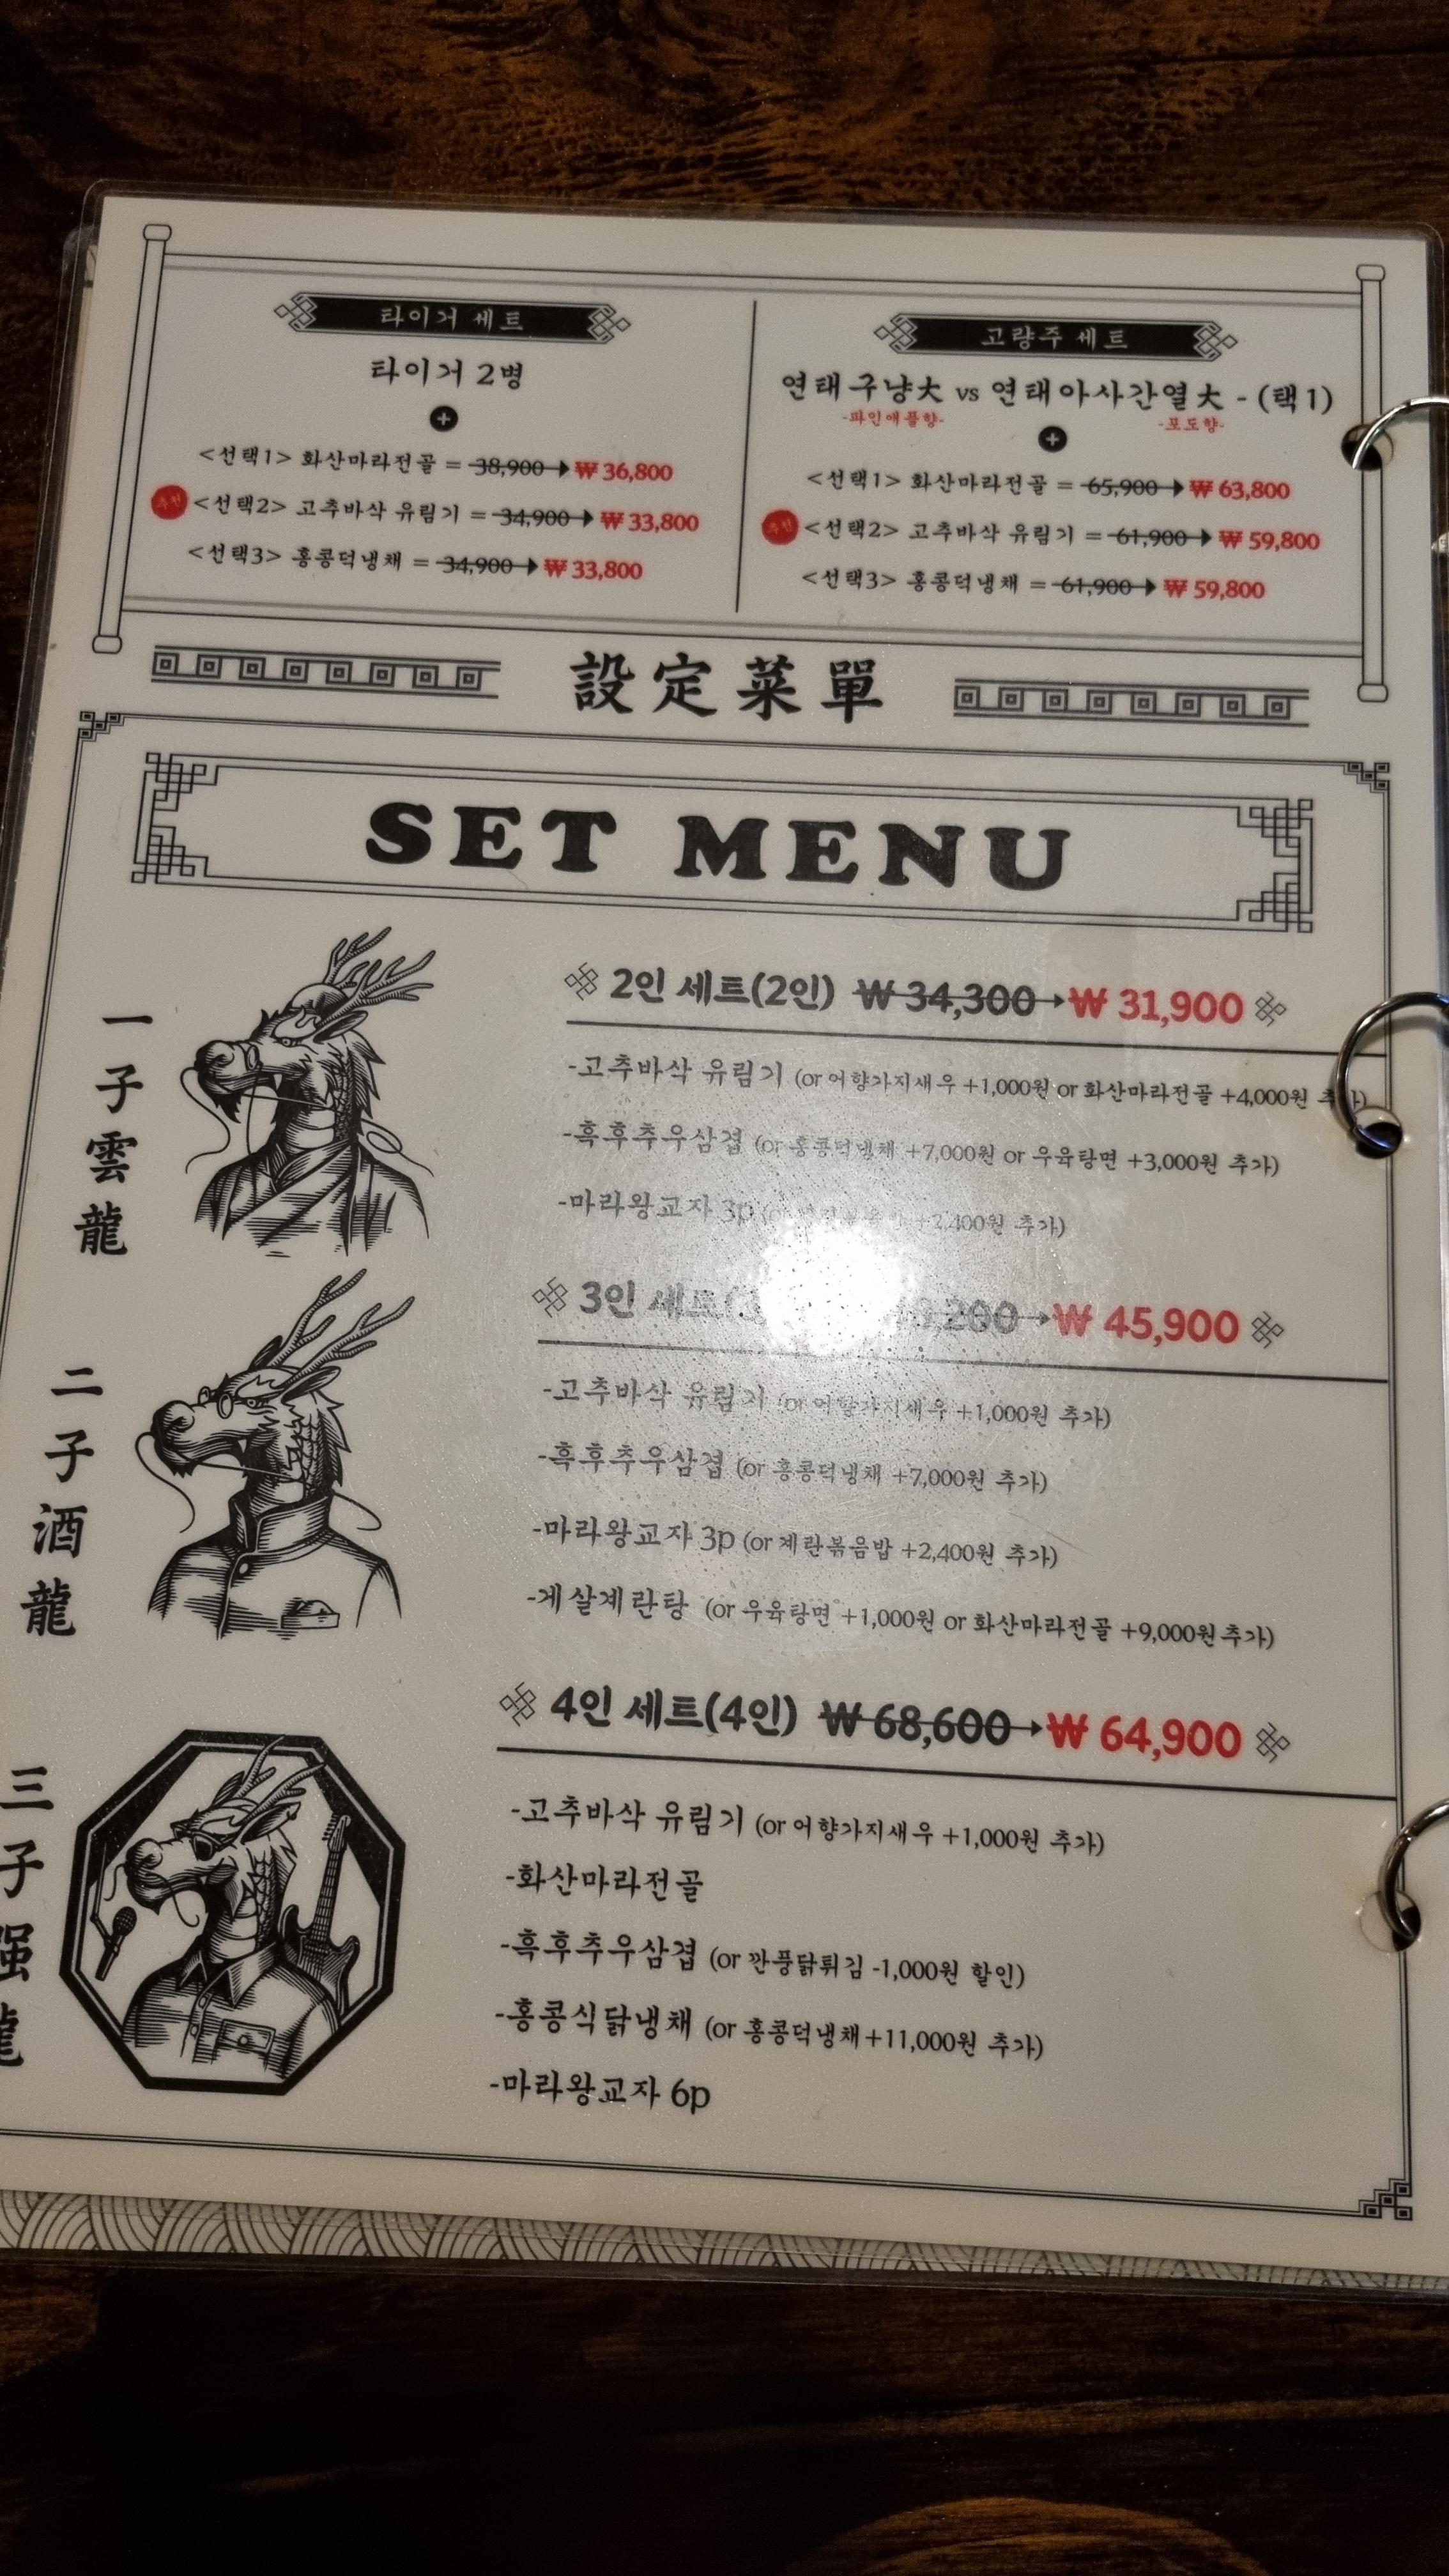 타이거 세트
타이거 2병
+
<선택1> 화산마라전골 = 38,900 → ₩ 36,800
추천 <선택2> 고추바삭 유림기 = 34,900 → ₩ 33,800
<선택3> 홍콩덕냉채 = 34,900 → ₩ 33,800
고량주 세트
연태구냥大 vs 연태아사간열大 - (택1)
-파인애플향- -포도향-
+
<선택1> 화산마라전골 = 65,900 → ₩ 63,800
추천 <선택2> 고추바삭 유림기 = 61,900 → ₩ 59,800
<선택3> 홍콩덕냉채 = 61,900 → ₩ 59,800
設定菜單
SET MENU
一子雲龍
2인 세트(2인) ₩ 34,300 → ₩ 31,900
-고추바삭 유림기 (or 어향가지새우 +1,000원 or 화산마라전골 +4,000원 추가)
-흑후추우삼겹 (or 홍콩덕냉채 +7,000원 or 우육탕면 +3,000원 추가)
-마라왕교자 3p (or +2,400원 추가)
二子酒龍
3인 세트 → ₩ 45,900
-고추바삭 유림기 (or 어향가지새우 +1,000원 추가)
-흑후추우삼겹 (or 홍콩덕냉채 +7,000원 추가)
-마라왕교자 3p (or 계란볶음밥 +2,400원 추가)
-게살계란탕 (or 우육탕면 +1,000원 or 화산마라전골 +9,000원 추가)
三子强龍
4인 세트(4인) ₩ 68,600 → ₩ 64,900
-고추바삭 유림기 (or 어향가지새우 +1,000원 추가)
-화산마라전골
-흑후추우삼겹 (or 깐풍닭튀김 -1,000원 할인)
-홍콩식닭냉채 (or 홍콩덕냉채+11,000원 추가)
-마라왕교자 6p